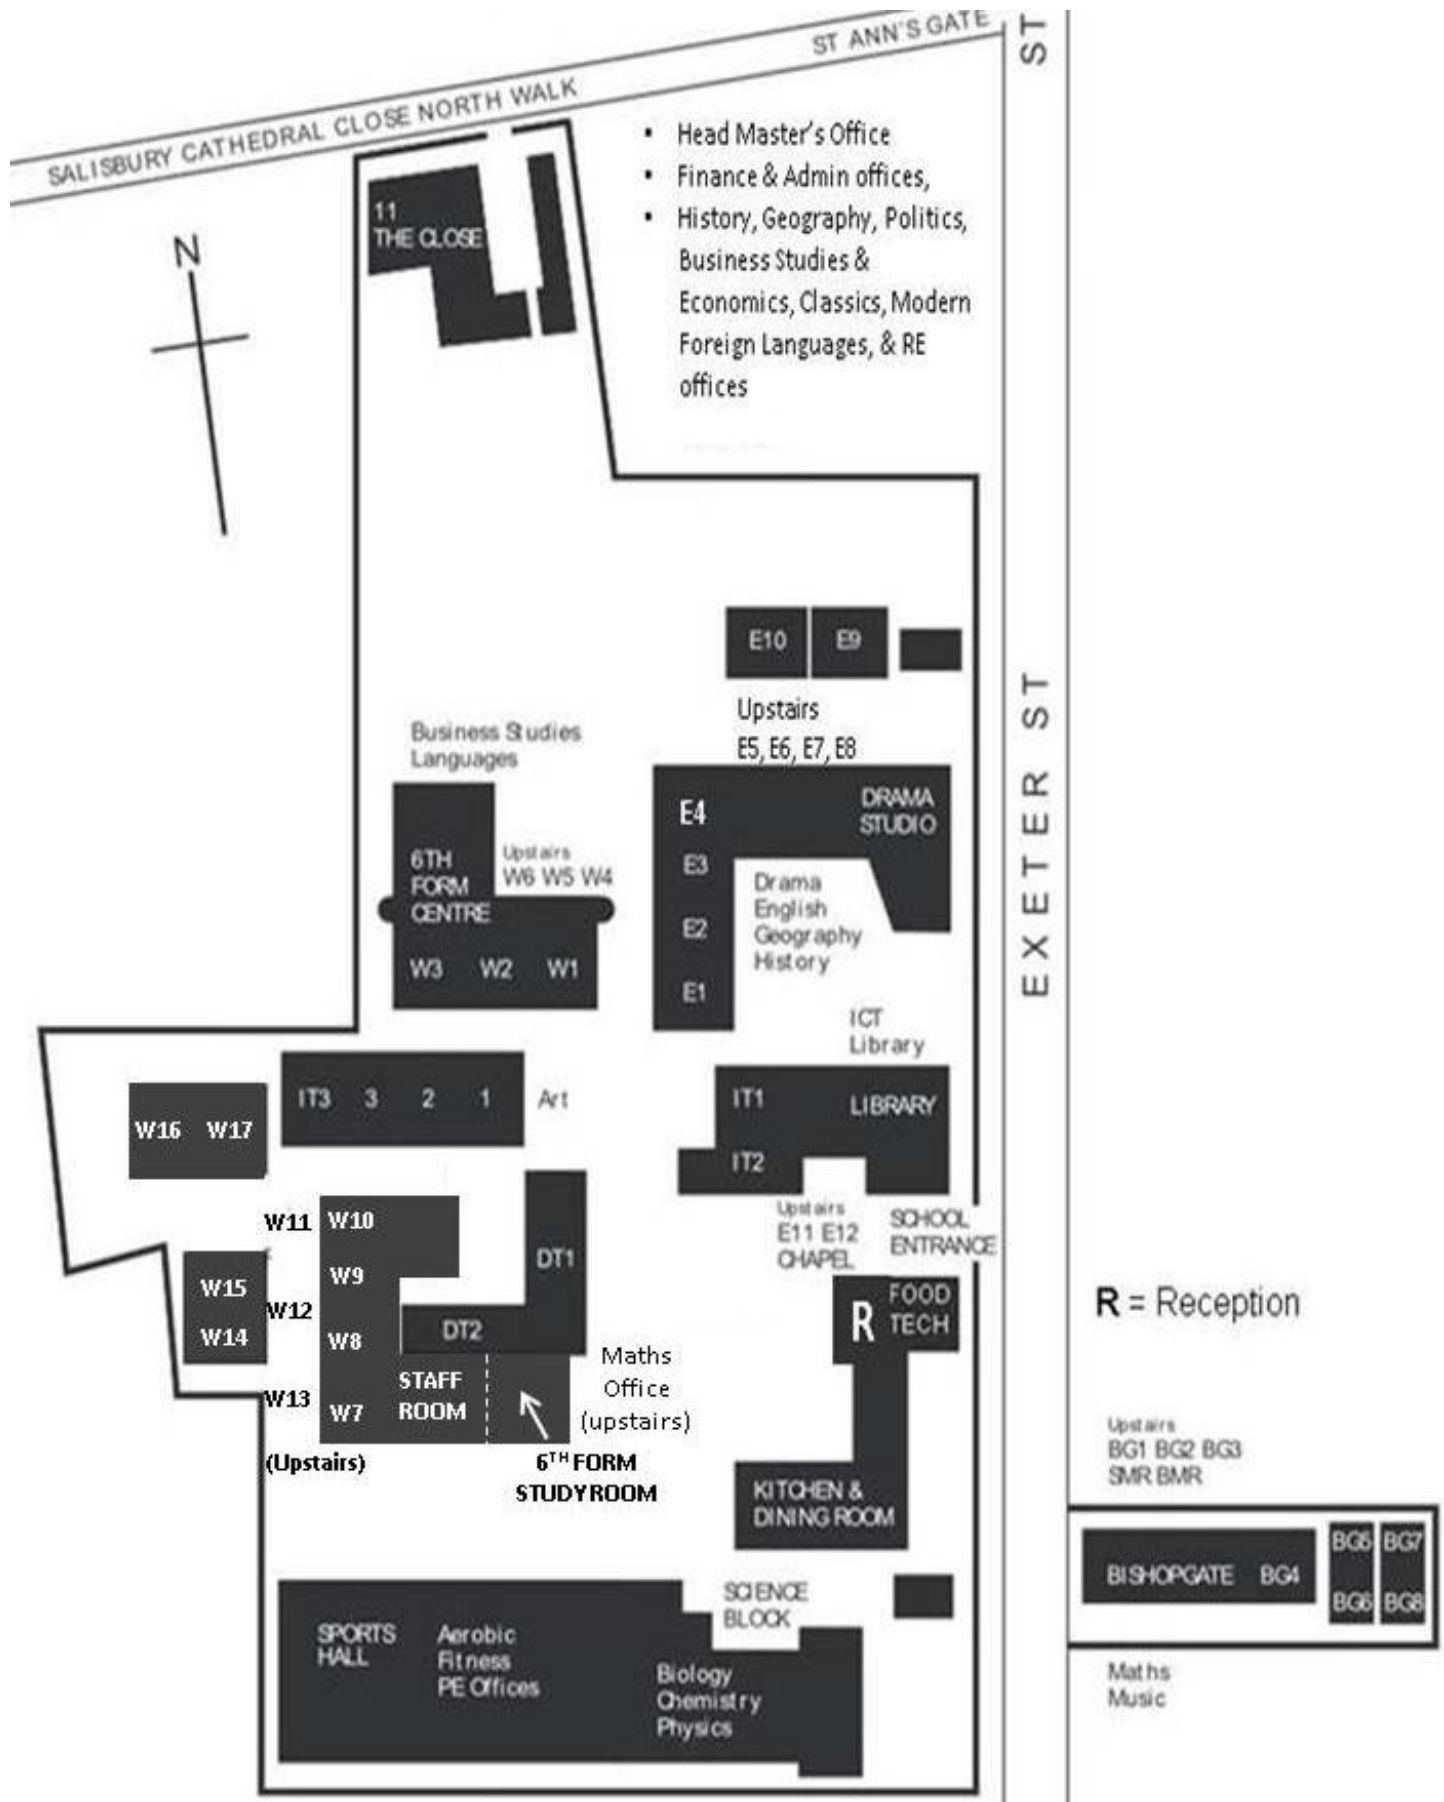 ST
ST ANN'S GATE
SALISBURY CATHEDRAL CLOSE NORTH WALK
▪ Head Master's Office
▪ Finance & Admin offices,
▪ History, Geography, Politics,
Business Studies &
Economics, Classics, Modern
Foreign Languages, & RE
offices
11
THE CLOSE
N
E10 E9
Upstairs
E5, E6, E7, E8
EXETER ST
Business Studies
Languages
6TH
FORM
CENTRE
Upstairs
W6 W5 W4
W3 W2 W1
E4
E3
E2
E1
DRAMA
STUDIO
Drama
English
Geography
History
ICT
Library
IT1
LIBRARY
IT2
IT3 3 2 1
Art
W16 W17
W11 W10
W9
W15
W12
W14
W8
W13
W7
(Upstairs)
DT1
DT2
STAFF
ROOM
Maths
Office
(upstairs)
6TH FORM
STUDY ROOM
Upstairs
E11 E12
CHAPEL
SCHOOL
ENTRANCE
R
FOOD
TECH
R = Reception
KITCHEN &
DINING ROOM
Upstairs
BG1 BG2 BG3
SMR BMR
BISHOPGATE BG4
BG5 BG7
BG6 BG8
Maths
Music
SCIENCE
BLOCK
SPORTS
HALL
Aerobic
Fitness
PE Offices
Biology
Chemistry
Physics